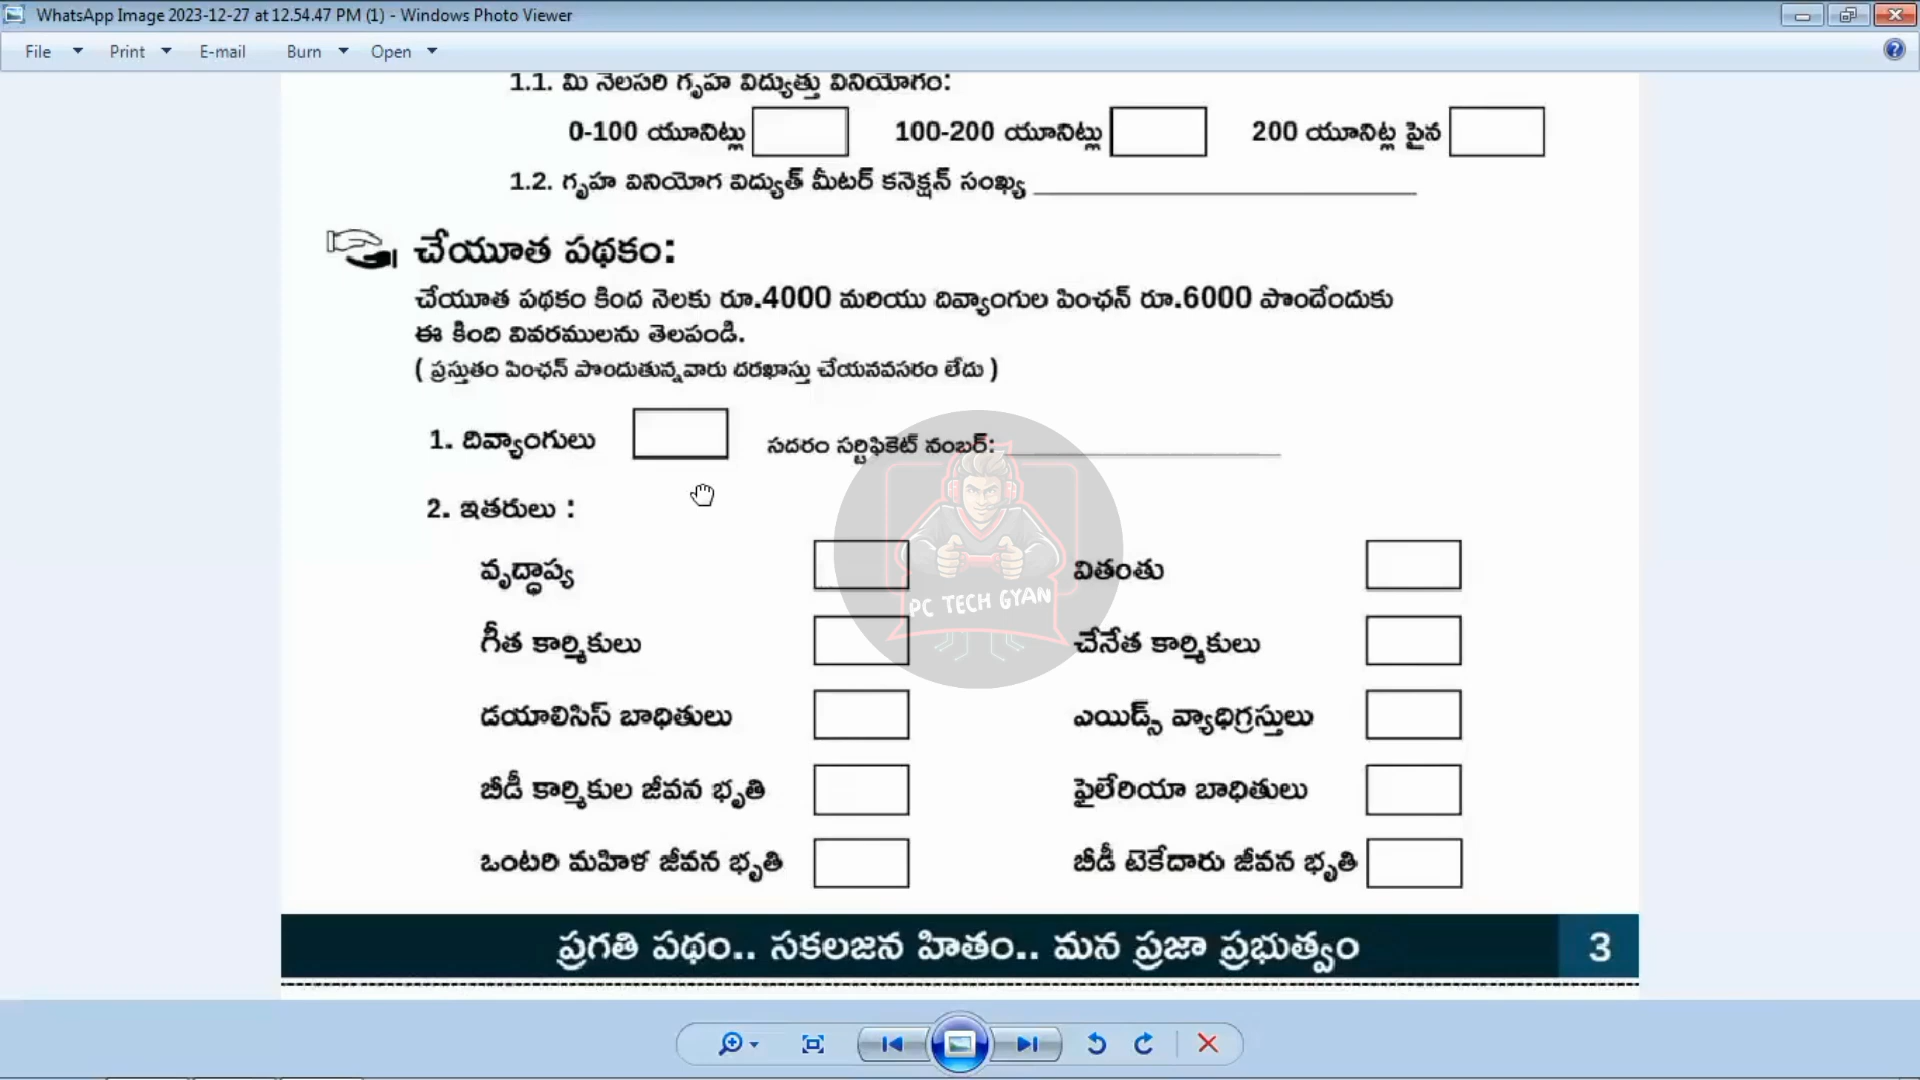 WhatsApp Image 2023-12-27 at 12.54.47 PM (1) - Windows Photo Viewer
File Print E-mail Burn Open
1.1. మీ నెలసరి గృహ విద్యుత్తు వినియోగం:
0-100 యూనిట్లు 100-200 యూనిట్లు 200 యూనిట్ల పైన
1.2. గృహ వినియోగ విద్యుత్ మీటర్ కనెక్షన్ సంఖ్య
చేయూత పథకం:
చేయూత పథకం కింద నెలకు రూ.4000 మరియు దివ్యాంగుల పింఛన్ రూ.6000 పొందేందుకు
ఈ కింది వివరములను తెలపండి.
( ప్రస్తుతం పింఛన్ పొందుతున్నవారు దరఖాస్తు చేయనవసరం లేదు )
1. దివ్యాంగులు సదరం సర్టిఫికెట్ నంబర్:
2. ఇతరులు :
వృద్ధాప్య వితంతు
గీత కార్మికులు చేనేత కార్మికులు
డయాలిసిస్ బాధితులు ఎయిడ్స్ వ్యాధిగ్రస్తులు
బీడీ కార్మికుల జీవన భృతి ఫైలేరియా బాధితులు
ఒంటరి మహిళ జీవన భృతి బీడీ టెకేదారు జీవన భృతి
PC TECH GYAN
ప్రగతి పథం.. సకలజన హితం.. మన ప్రజా ప్రభుత్వం 3